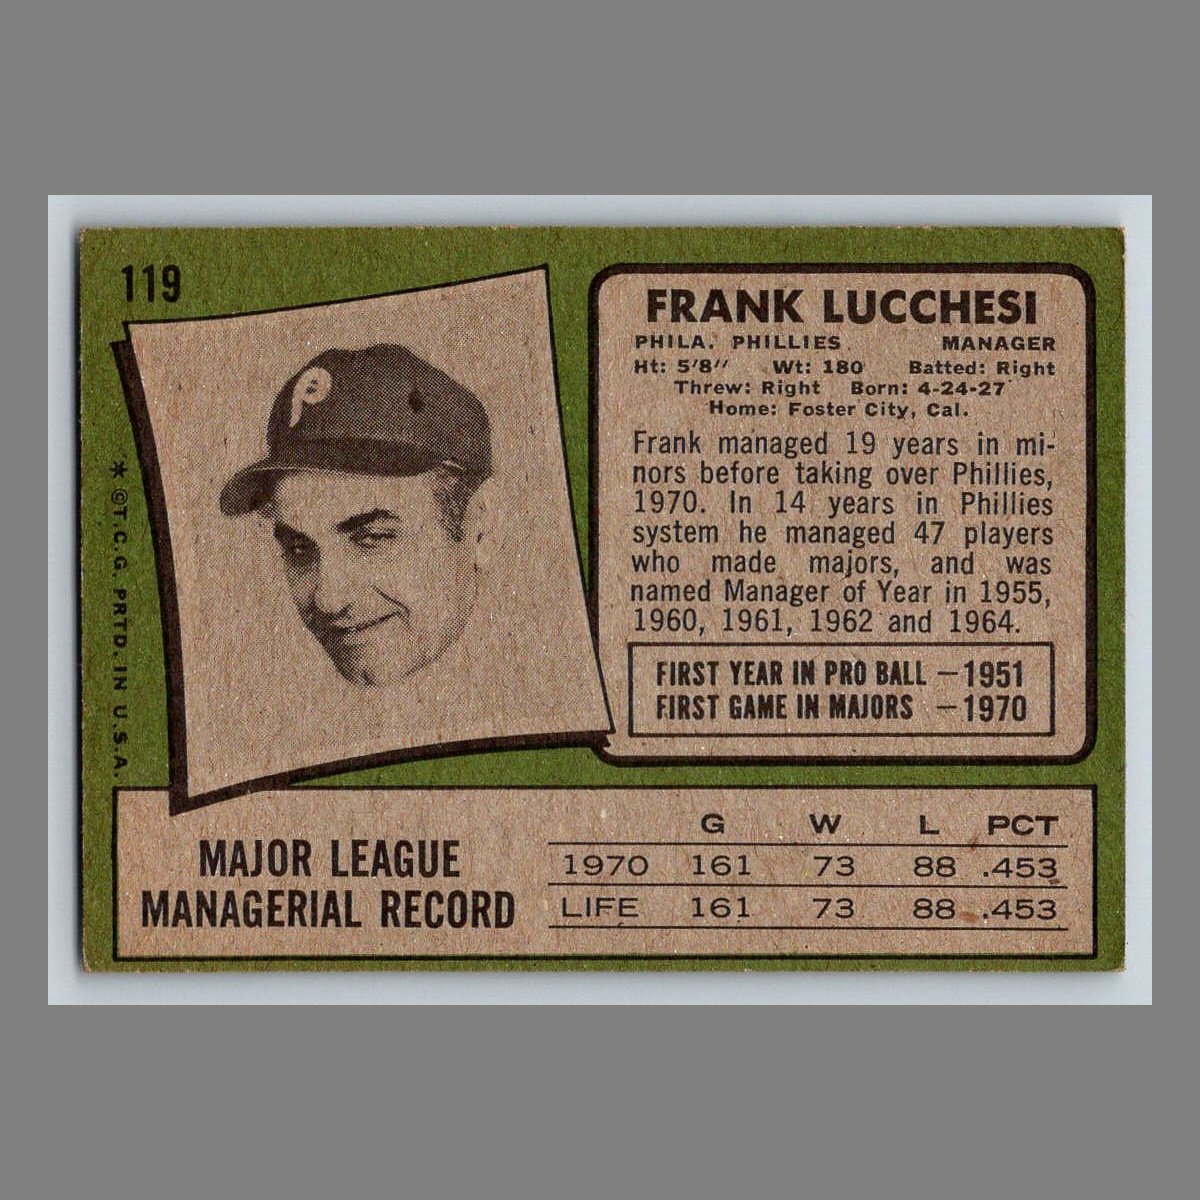 119
P
FRANK LUCCHESI
PHILA. PHILLIES MANAGER
Ht: 5'8" Wt: 180 Batted: Right
Threw: Right Born: 4-24-27
Home: Foster City, Cal.
Frank managed 19 years in mi-
nors before taking over Phillies,
1970. In 14 years in Phillies
system he managed 47 players
who made majors, and was
named Manager of Year in 1955,
1960, 1961, 1962 and 1964.
FIRST YEAR IN PRO BALL — 1951
FIRST GAME IN MAJORS — 1970
* ©T.C.G. PRTD. IN U.S.A.
MAJOR LEAGUE
MANAGERIAL RECORD
G W L PCT
1970 161 73 88 .453
LIFE 161 73 88 .453